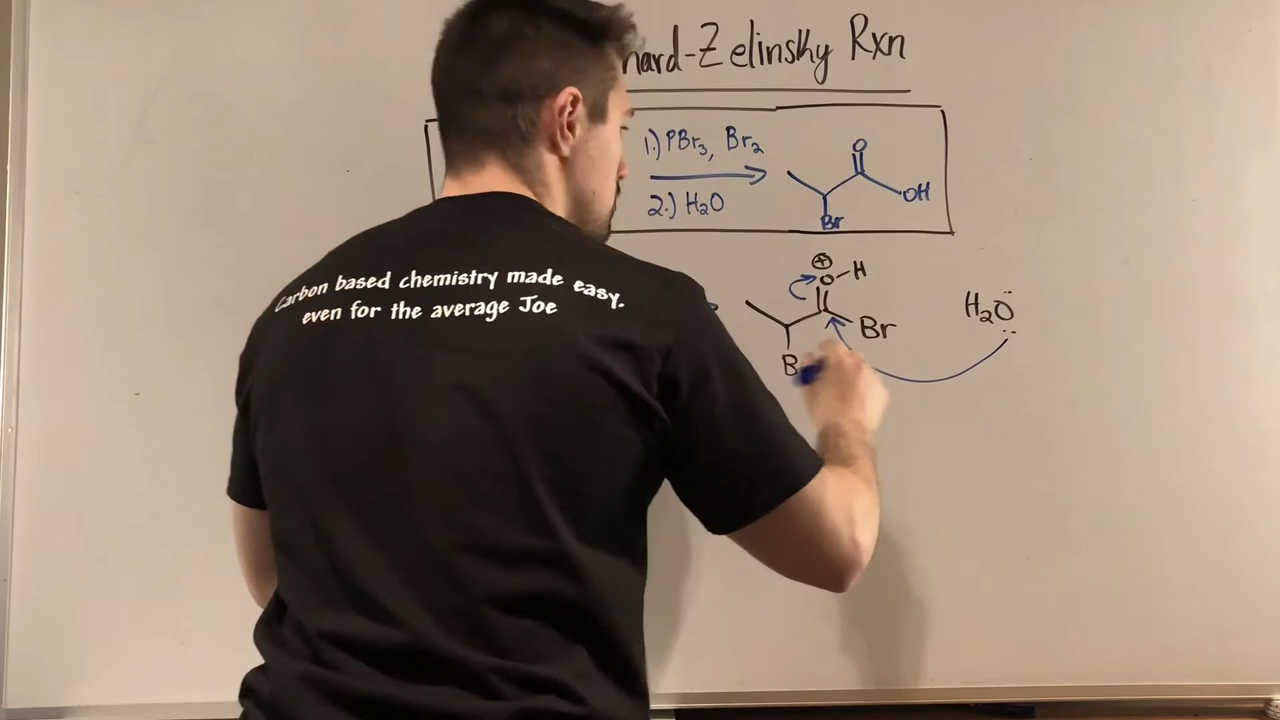 nard-Zelinsky Rxn
1.) PBr₃, Br₂
2.) H₂O
O
OH
Br
⊕
O-H
Br
H₂O
B
Carbon based chemistry made easy.
even for the average Joe